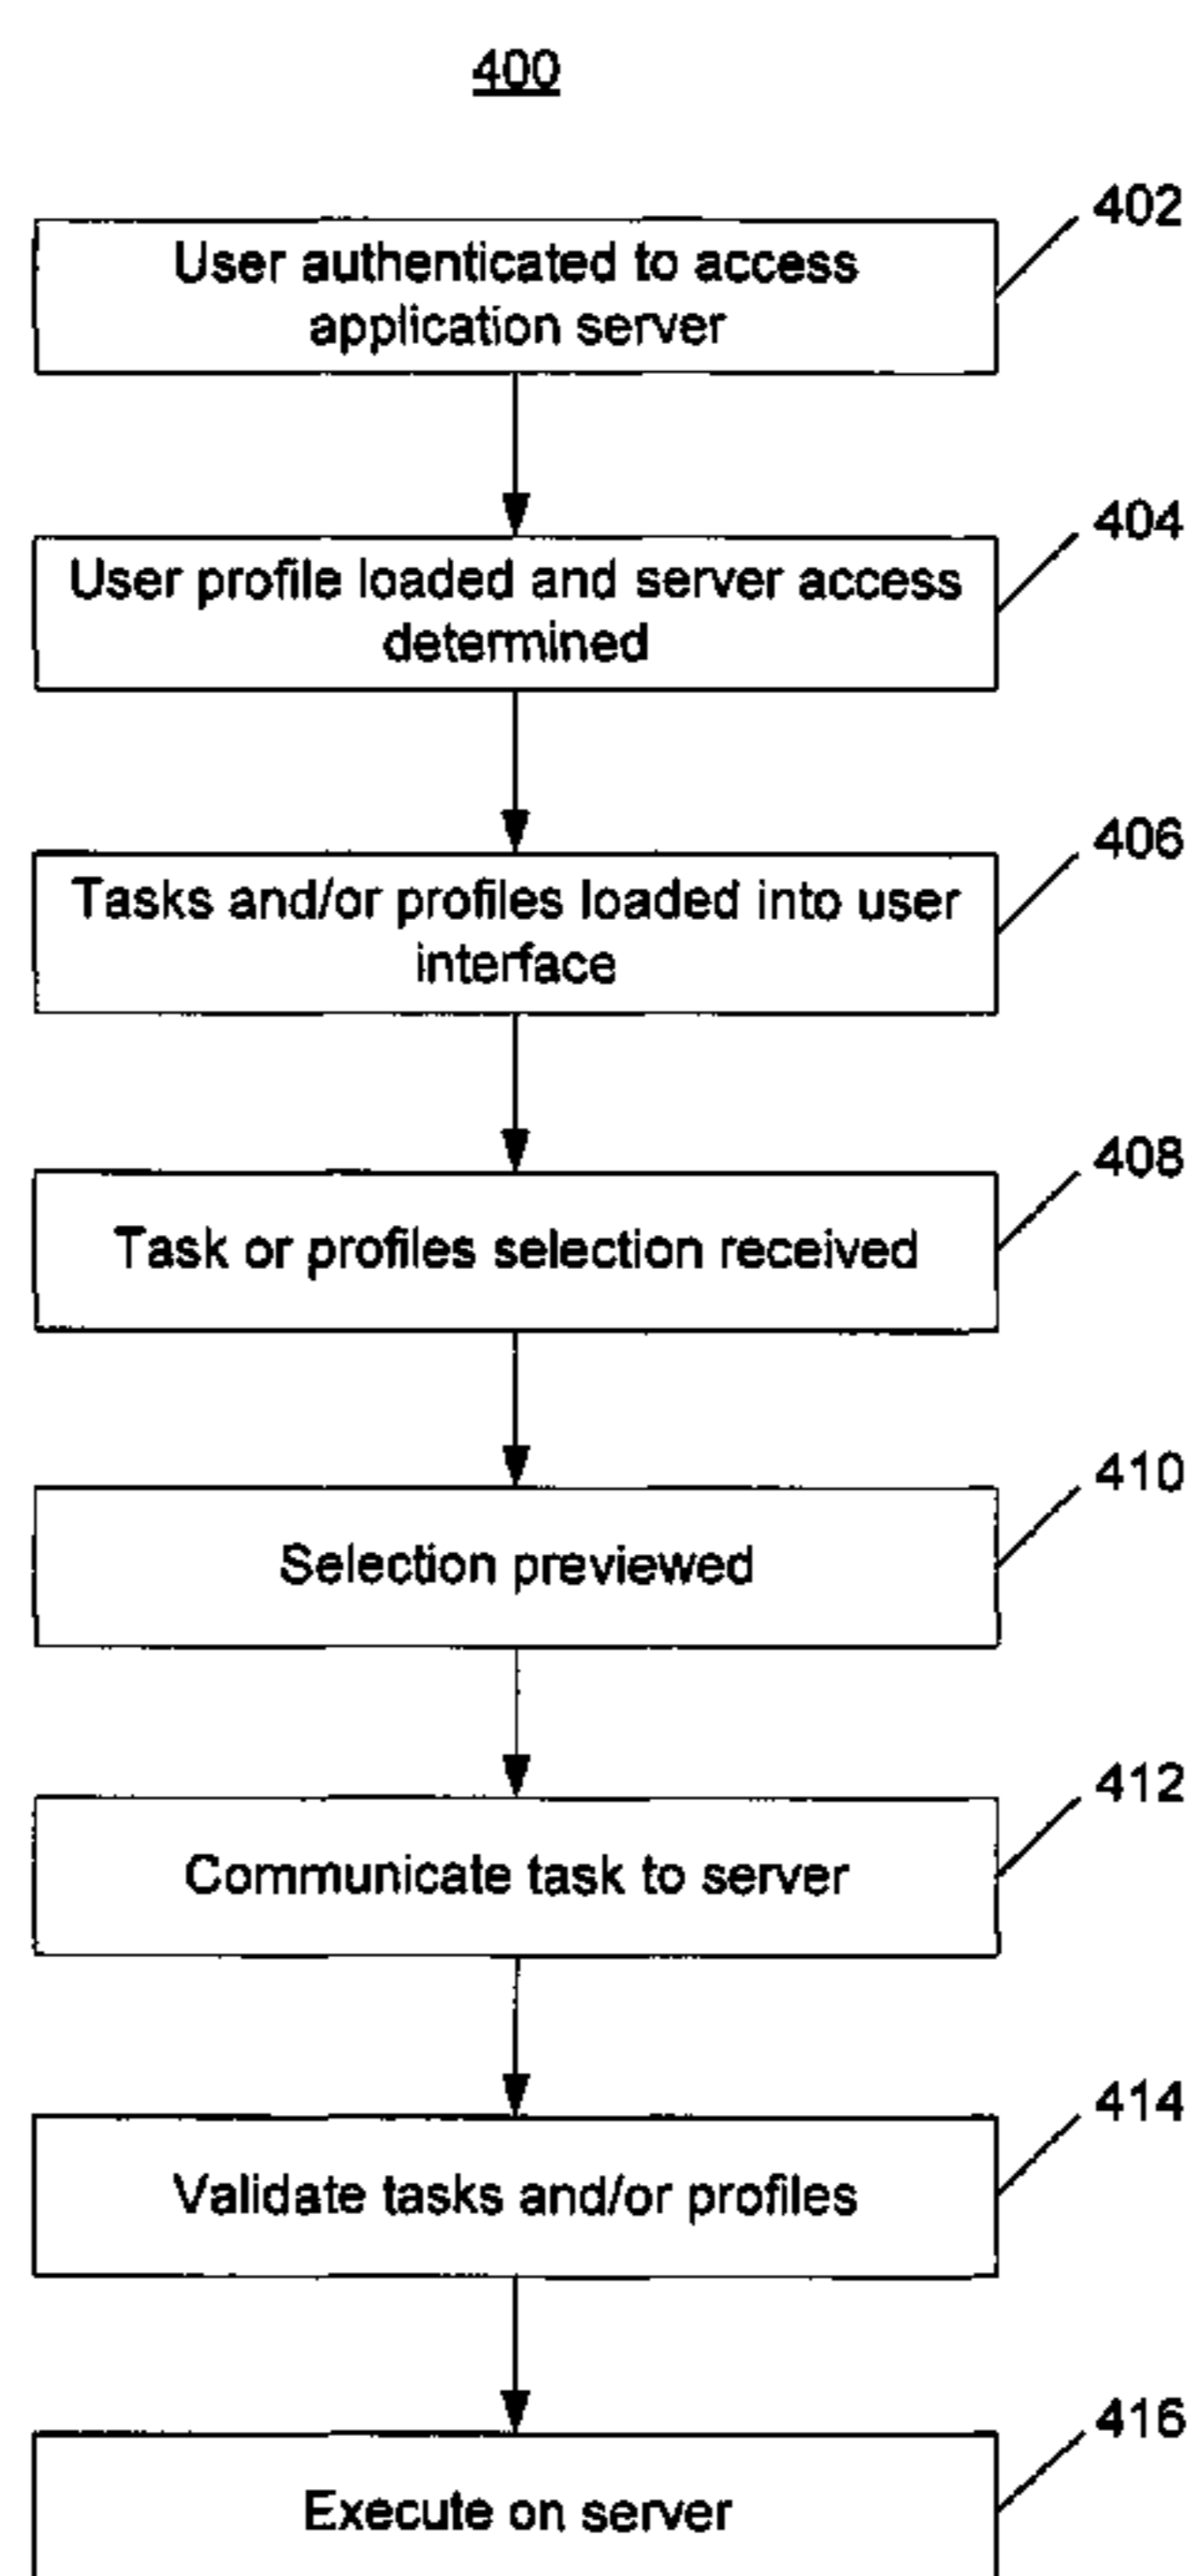 400
402
User authenticated to access
application server
404
User profile loaded and server access
determined
406
Tasks and/or profiles loaded into user
interface
408
Task or profiles selection received
410
Selection previewed
412
Communicate task to server
414
Validate tasks and/or profiles
416
Execute on server